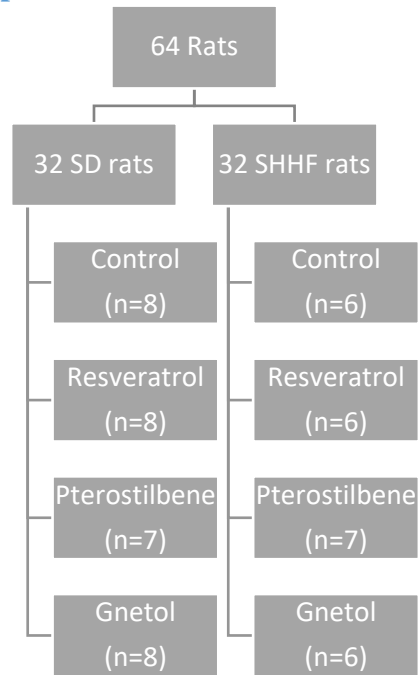 64 Rats
32 SD rats
Control
(n=8)
Resveratrol
(n=8)
Pterostilbene
(n=7)
Gnetol
(n=8)
32 SHHF rats
Control
(n=6)
Resveratrol
(n=6)
Pterostilbene
(n=7)
Gnetol
(n=6)